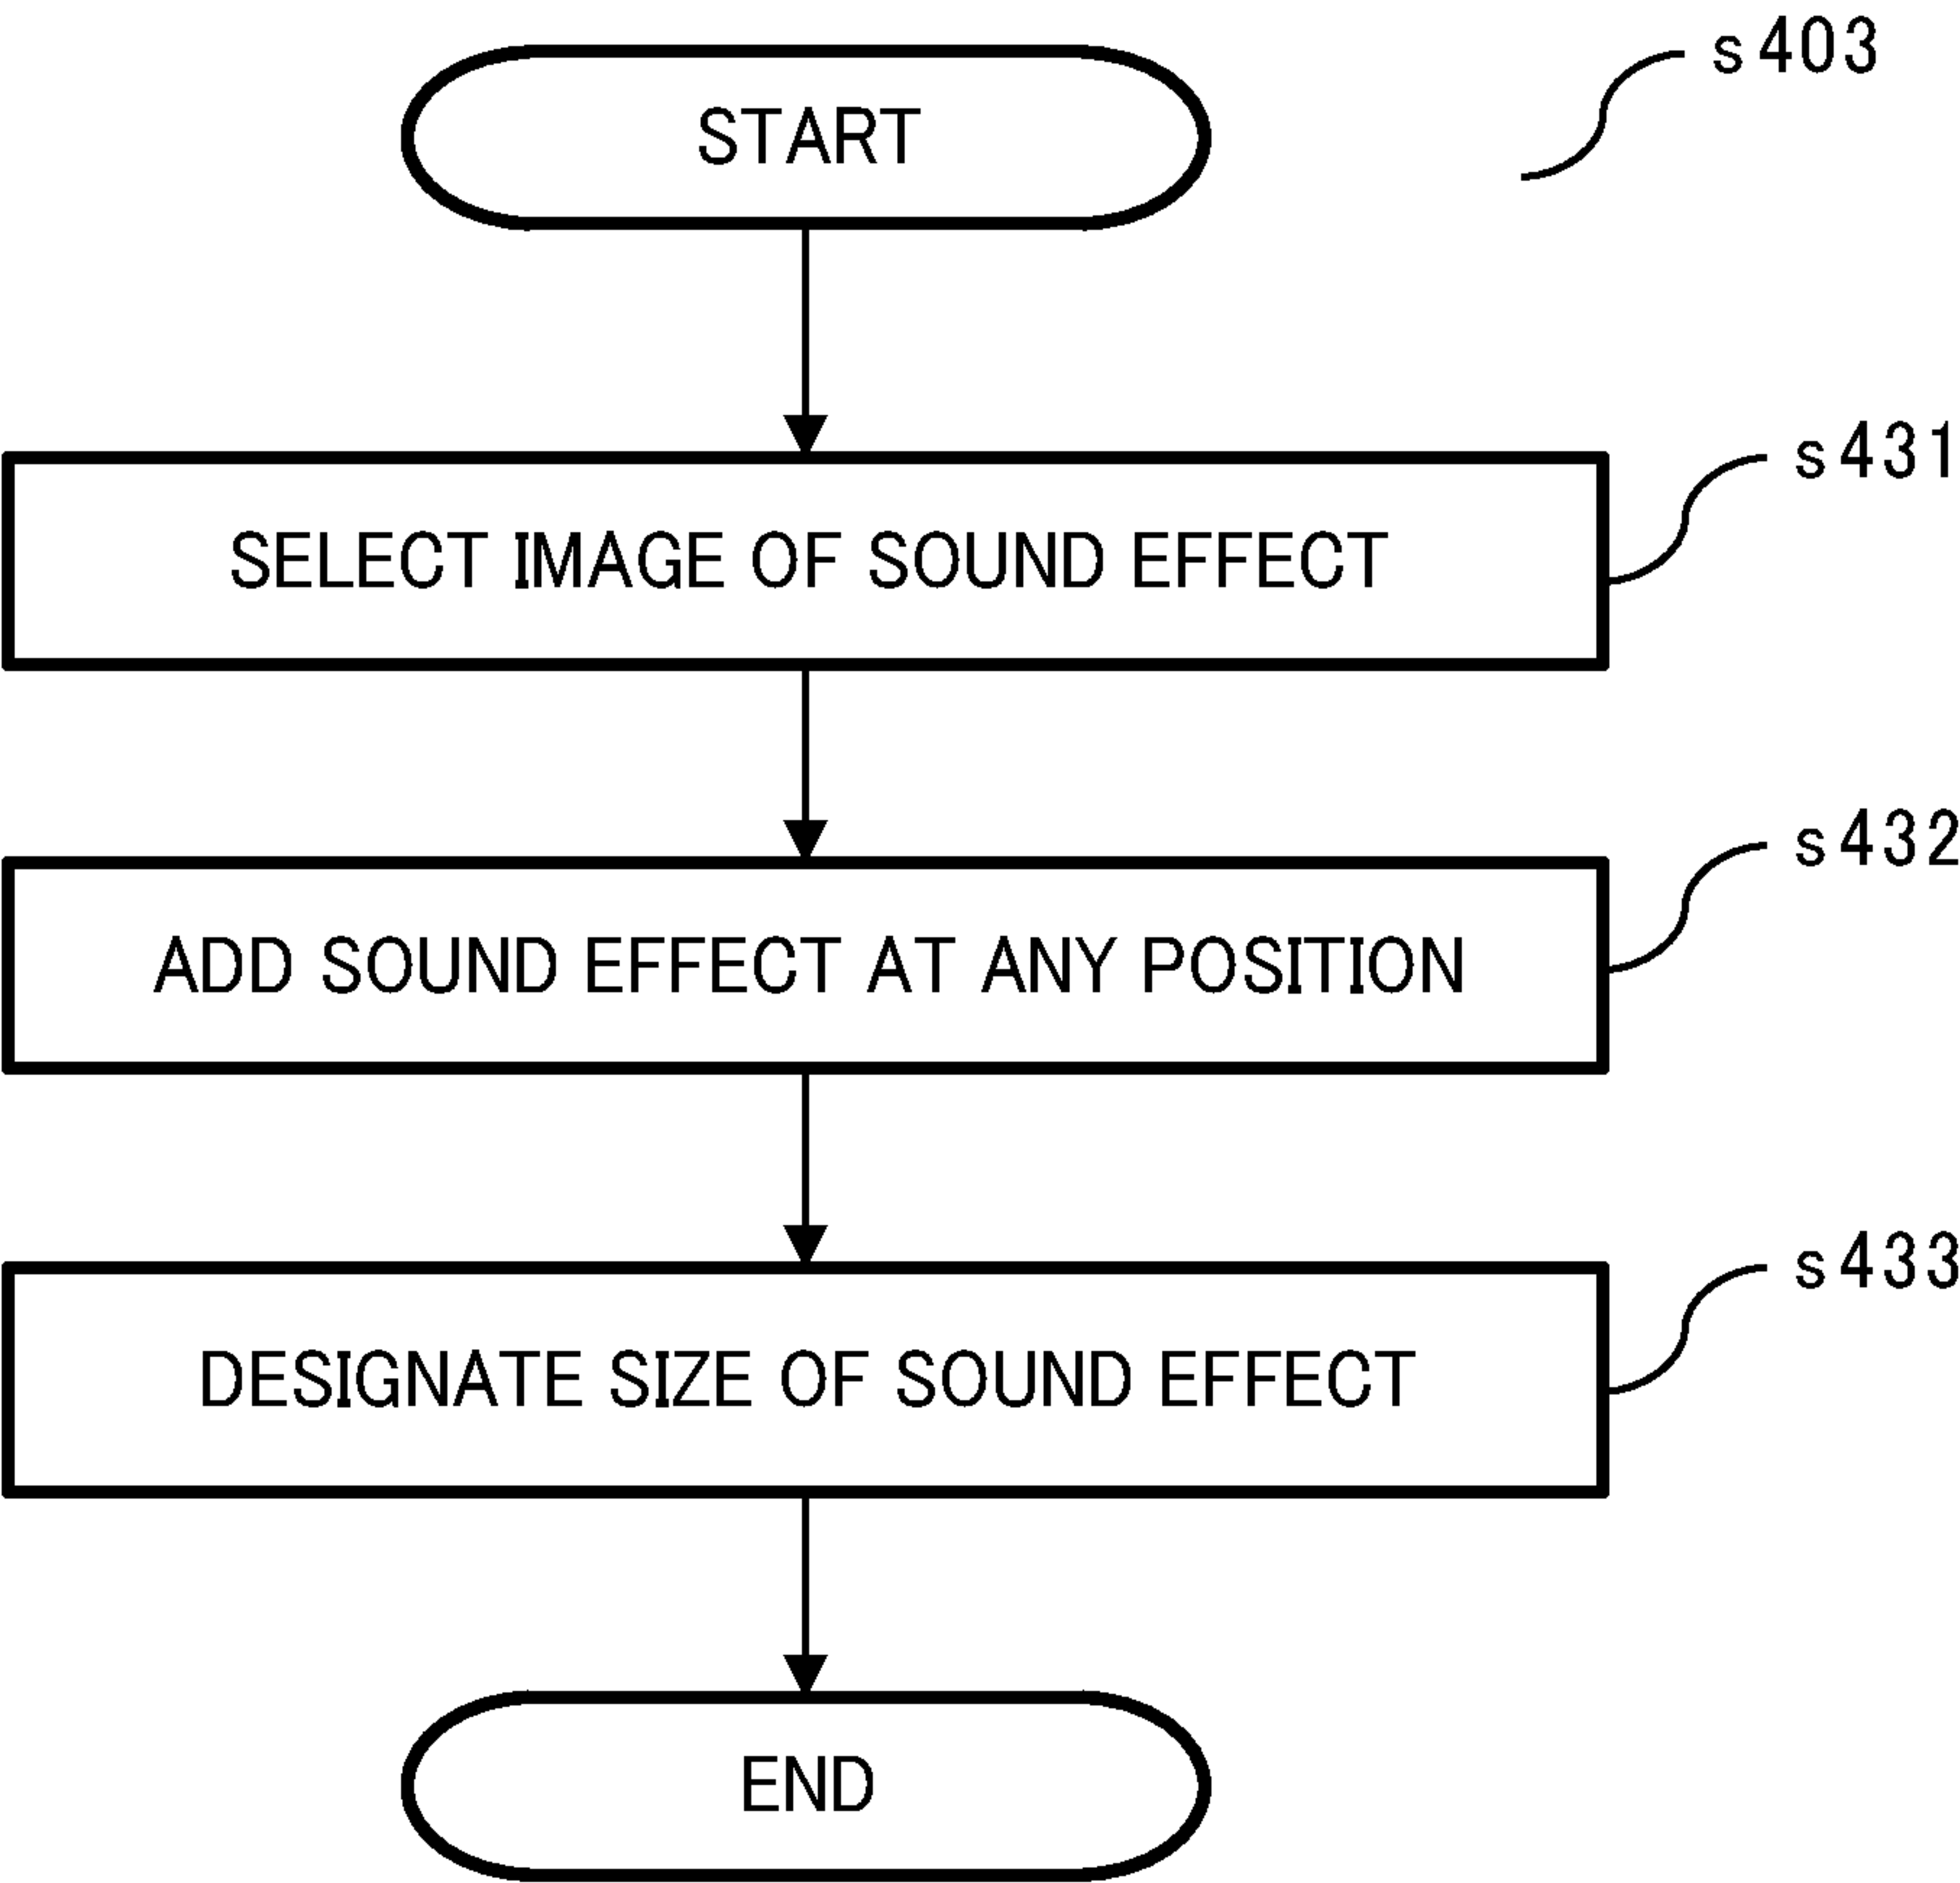 s403
START
s431
SELECT IMAGE OF SOUND EFFECT
s432
ADD SOUND EFFECT AT ANY POSITION
s433
DESIGNATE SIZE OF SOUND EFFECT
END